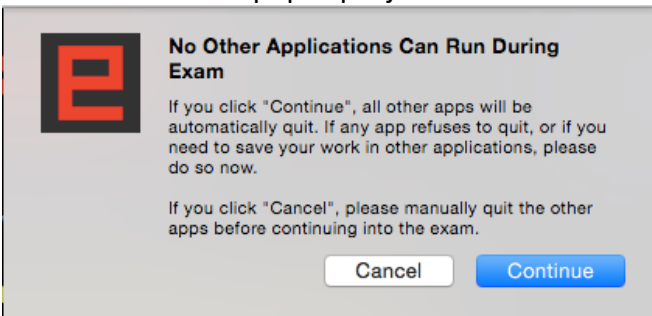 No Other Applications Can Run During
Exam
If you click "Continue", all other apps will be
automatically quit. If any app refuses to quit, or if you
need to save your work in other applications, please
do so now.
If you click "Cancel", please manually quit the other
apps before continuing into the exam.
Cancel Continue